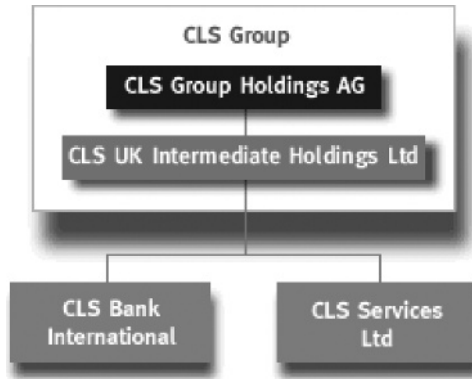 CLS Group
CLS Group Holdings AG
CLS UK Intermediate Holdings Ltd
CLS Bank
International
CLS Services
Ltd